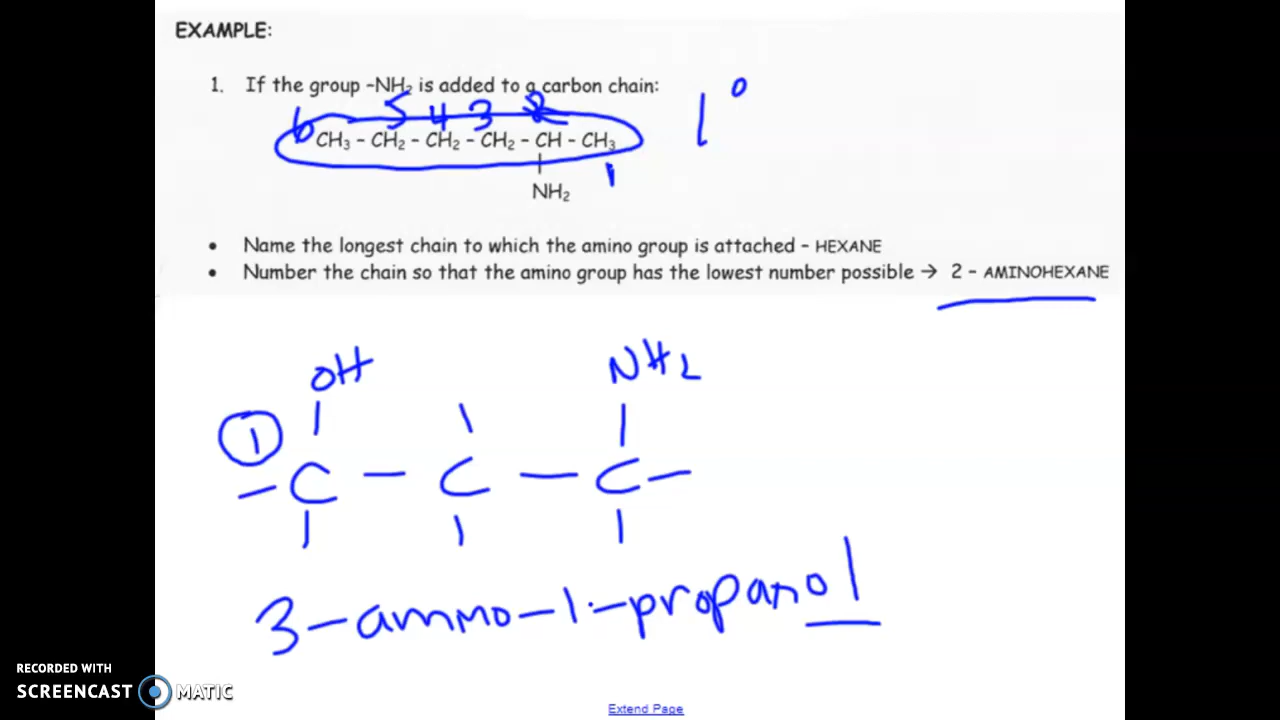 EXAMPLE:
1. If the group -NH₂ is added to a carbon chain:
1°
6 5 4 3 2
CH₃ - CH₂ - CH₂ - CH₂ - CH - CH₃
1
NH₂
• Name the longest chain to which the amino group is attached - HEXANE
• Number the chain so that the amino group has the lowest number possible → 2 - AMINOHEXANE
OH NH₂
1
C - C - C
3-amino-1-propanol
RECORDED WITH
SCREENCAST MATIC
Extend Page